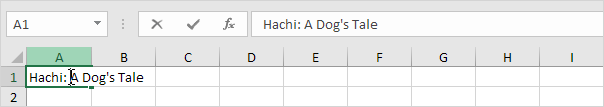 A1 fx Hachi: A Dog's Tale
A B C D E F G H I
1 Hachi: A Dog's Tale
2